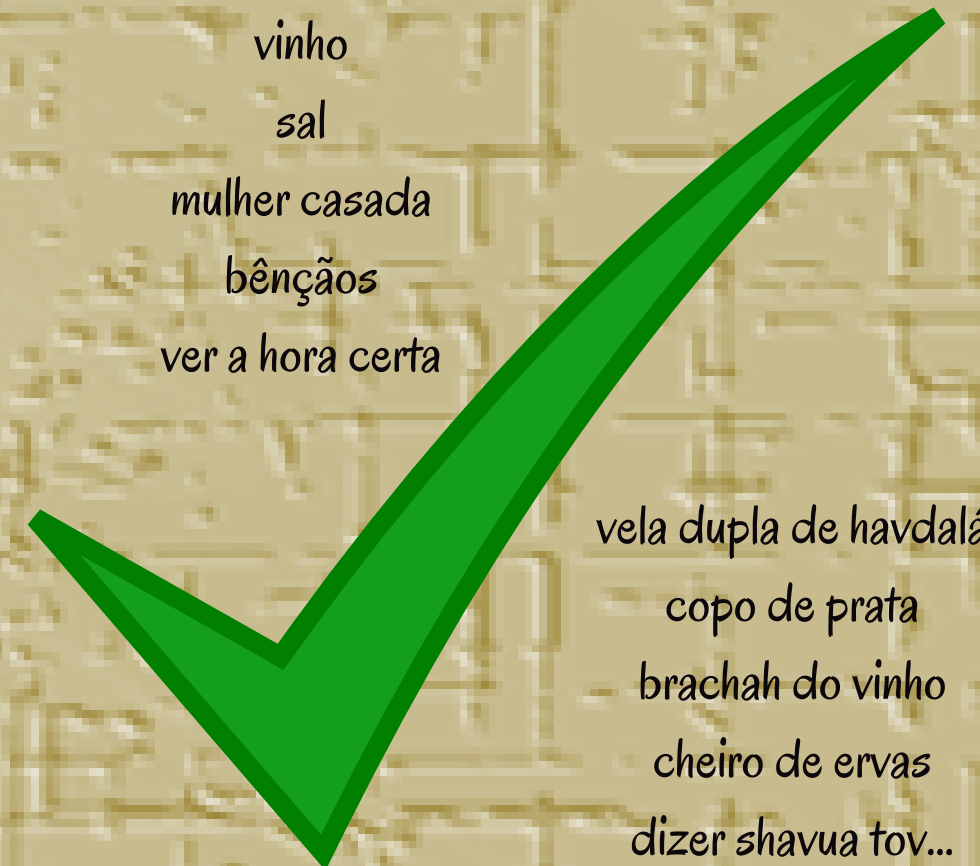 vinho
sal
mulher casada
bênçãos
ver a hora certa
vela dupla de havdalá
copo de prata
brachah do vinho
cheiro de ervas
dizer shavua tov...